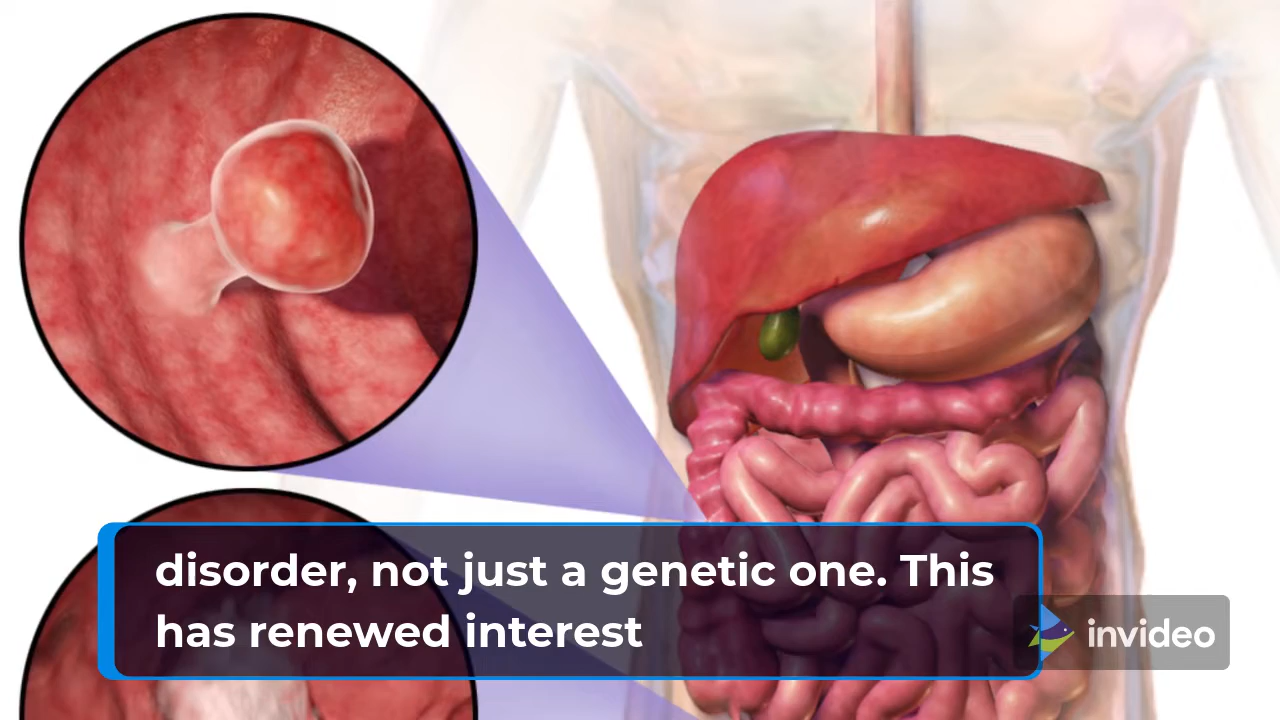 disorder, not just a genetic one. This
has renewed interest
invideo